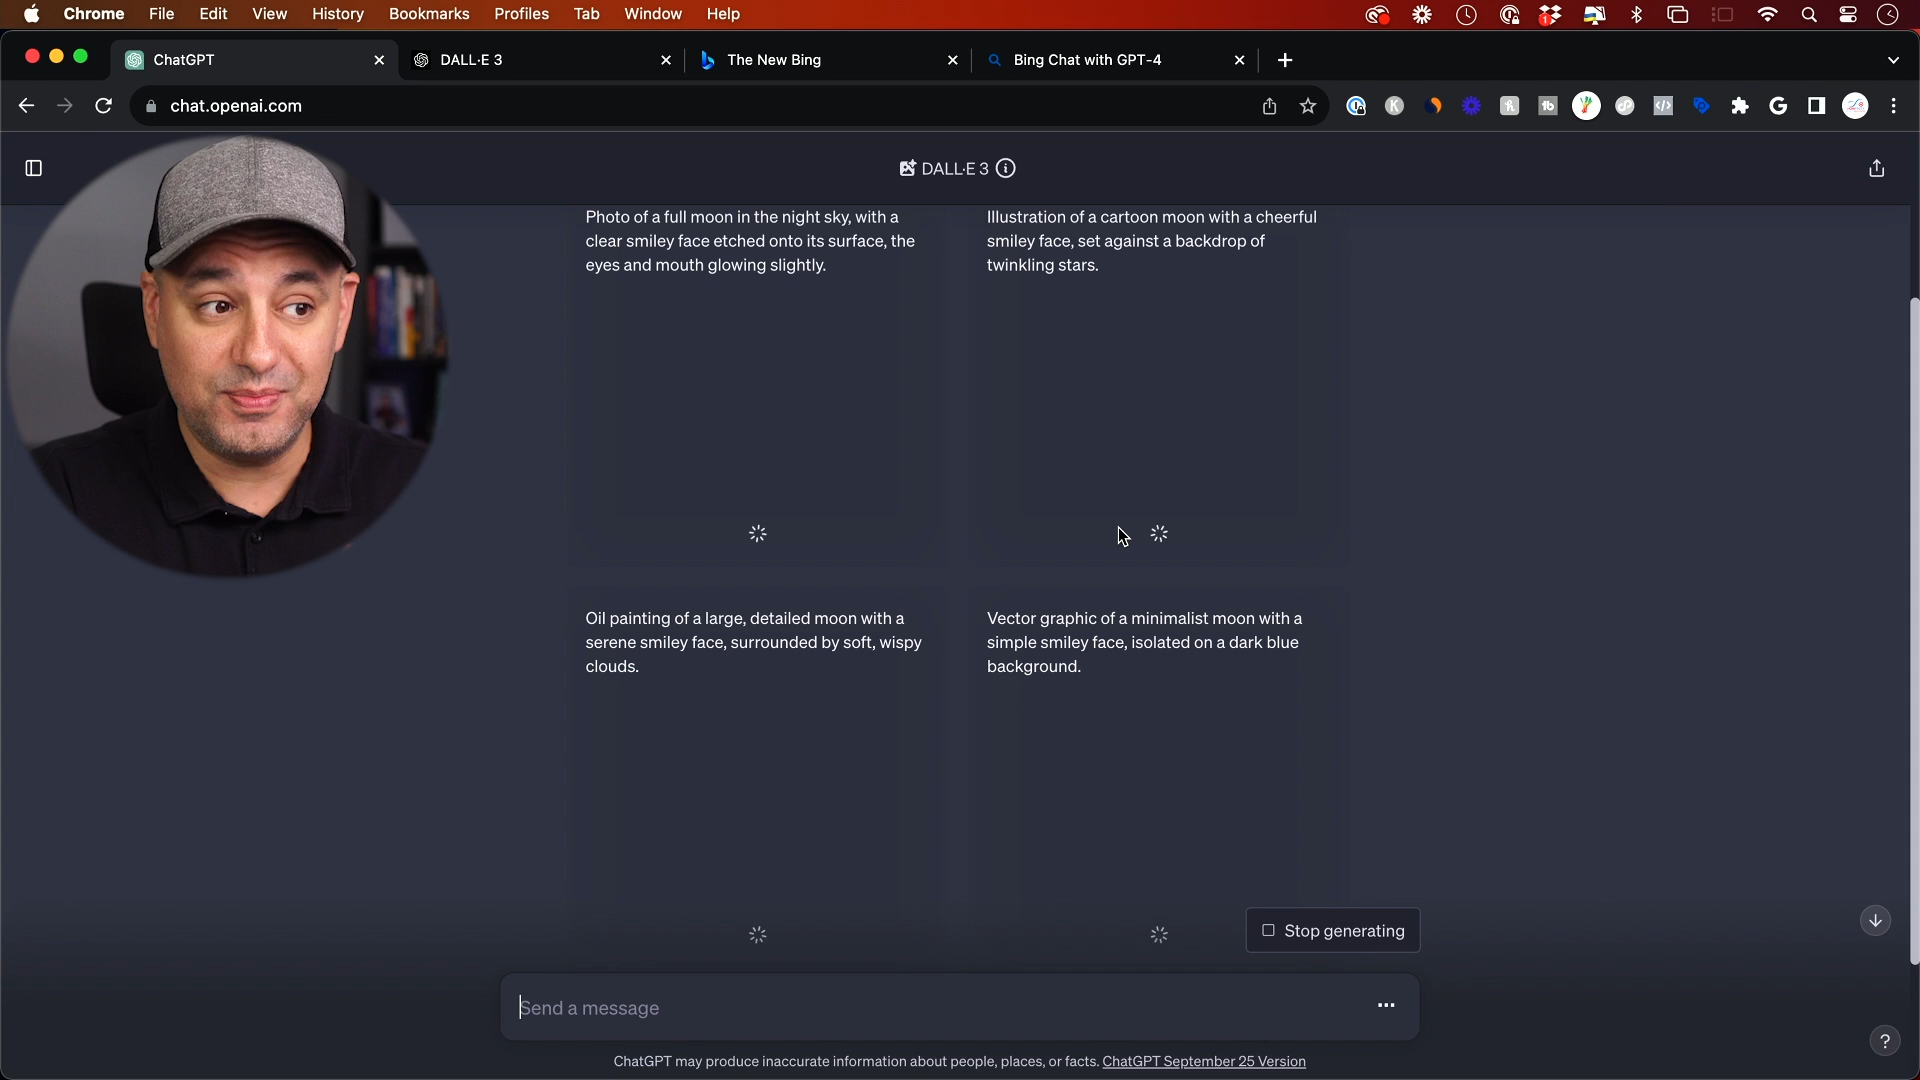 Chrome File Edit View History Bookmarks Profiles Tab Window Help
ChatGPT
DALL·E 3
The New Bing
Bing Chat with GPT-4
chat.openai.com
DALL·E 3
Photo of a full moon in the night sky, with a
clear smiley face etched onto its surface, the
eyes and mouth glowing slightly.
Illustration of a cartoon moon with a cheerful
smiley face, set against a backdrop of
twinkling stars.
Oil painting of a large, detailed moon with a
serene smiley face, surrounded by soft, wispy
clouds.
Vector graphic of a minimalist moon with a
simple smiley face, isolated on a dark blue
background.
Stop generating
Send a message
ChatGPT may produce inaccurate information about people, places, or facts. ChatGPT September 25 Version